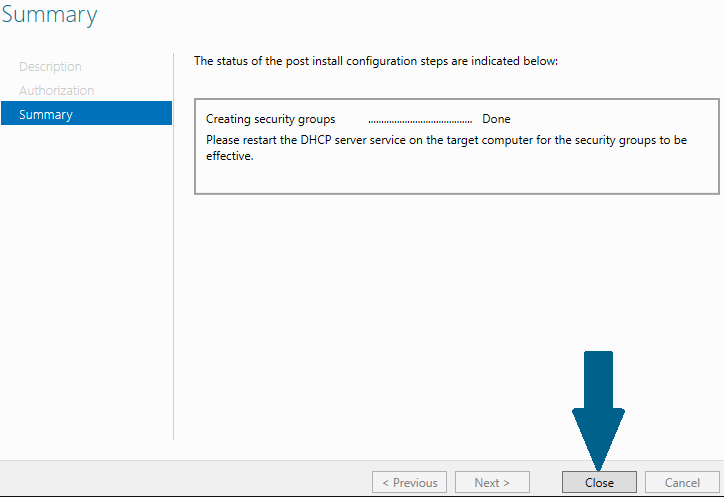 Summary
Description
Authorization
Summary
The status of the post install configuration steps are indicated below:
Creating security groups ........................................... Done
Please restart the DHCP server service on the target computer for the security groups to be
effective.
< Previous
Next >
Close
Cancel